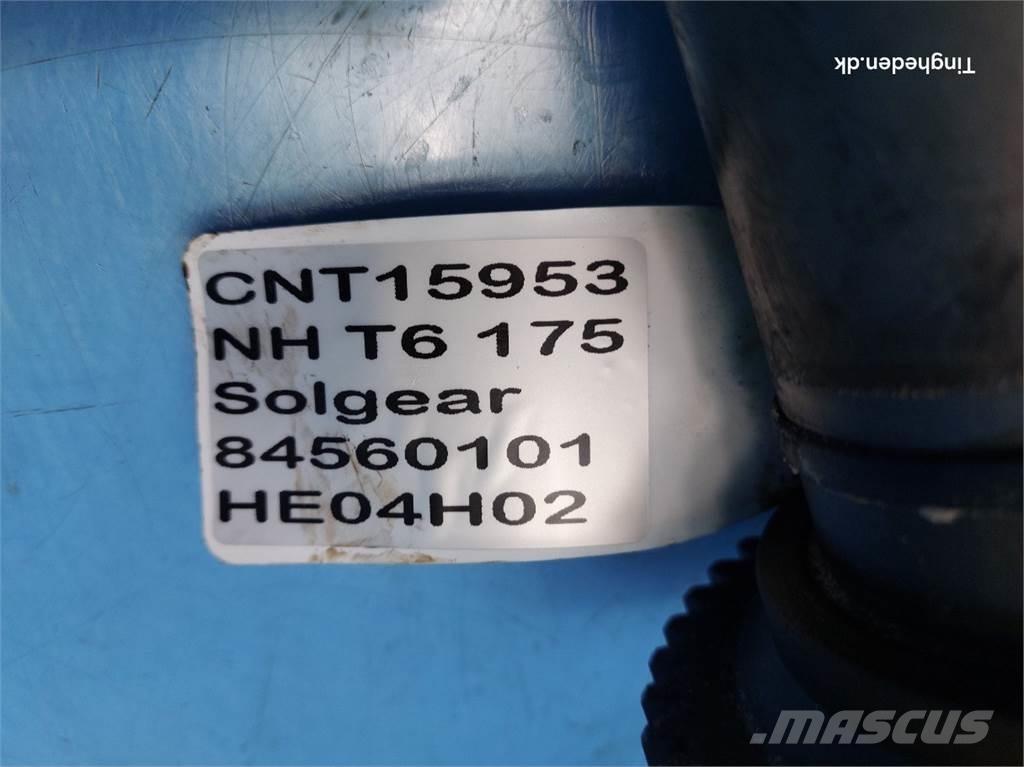 Tingheden.dk
CNT15953
NH T6 175
Solgear
84560101
HE04H02
MASCUS